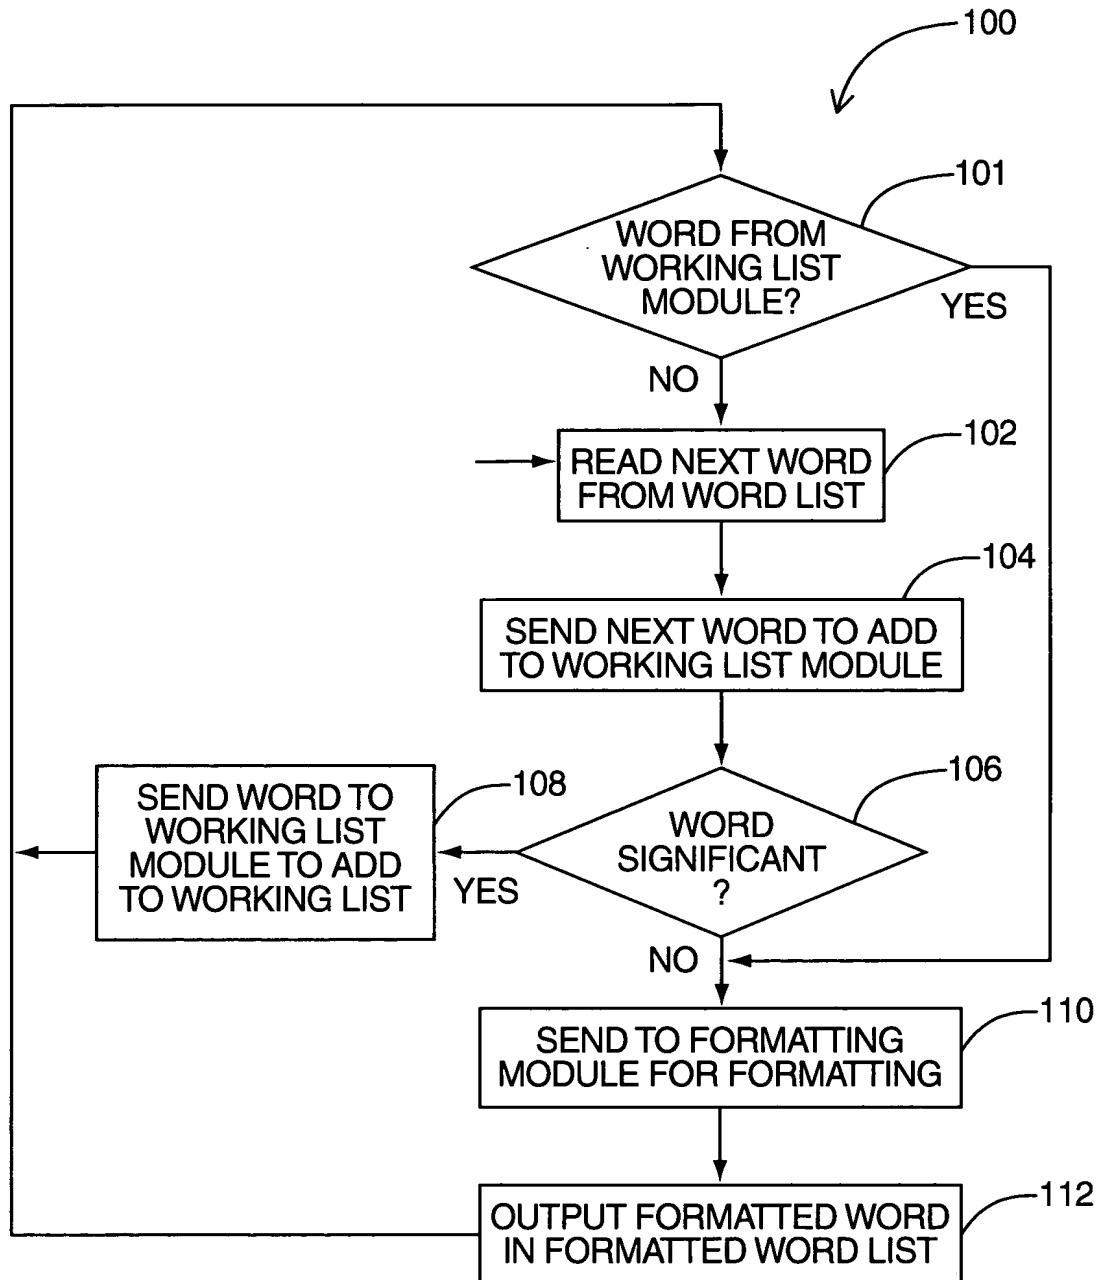 100
101
WORD FROM
WORKING LIST
MODULE?
YES
NO
102
READ NEXT WORD
FROM WORD LIST
104
SEND NEXT WORD TO ADD
TO WORKING LIST MODULE
106
WORD
SIGNIFICANT
?
108
SEND WORD TO
WORKING LIST
MODULE TO ADD
TO WORKING LIST
YES
NO
110
SEND TO FORMATTING
MODULE FOR FORMATTING
112
OUTPUT FORMATTED WORD
IN FORMATTED WORD LIST